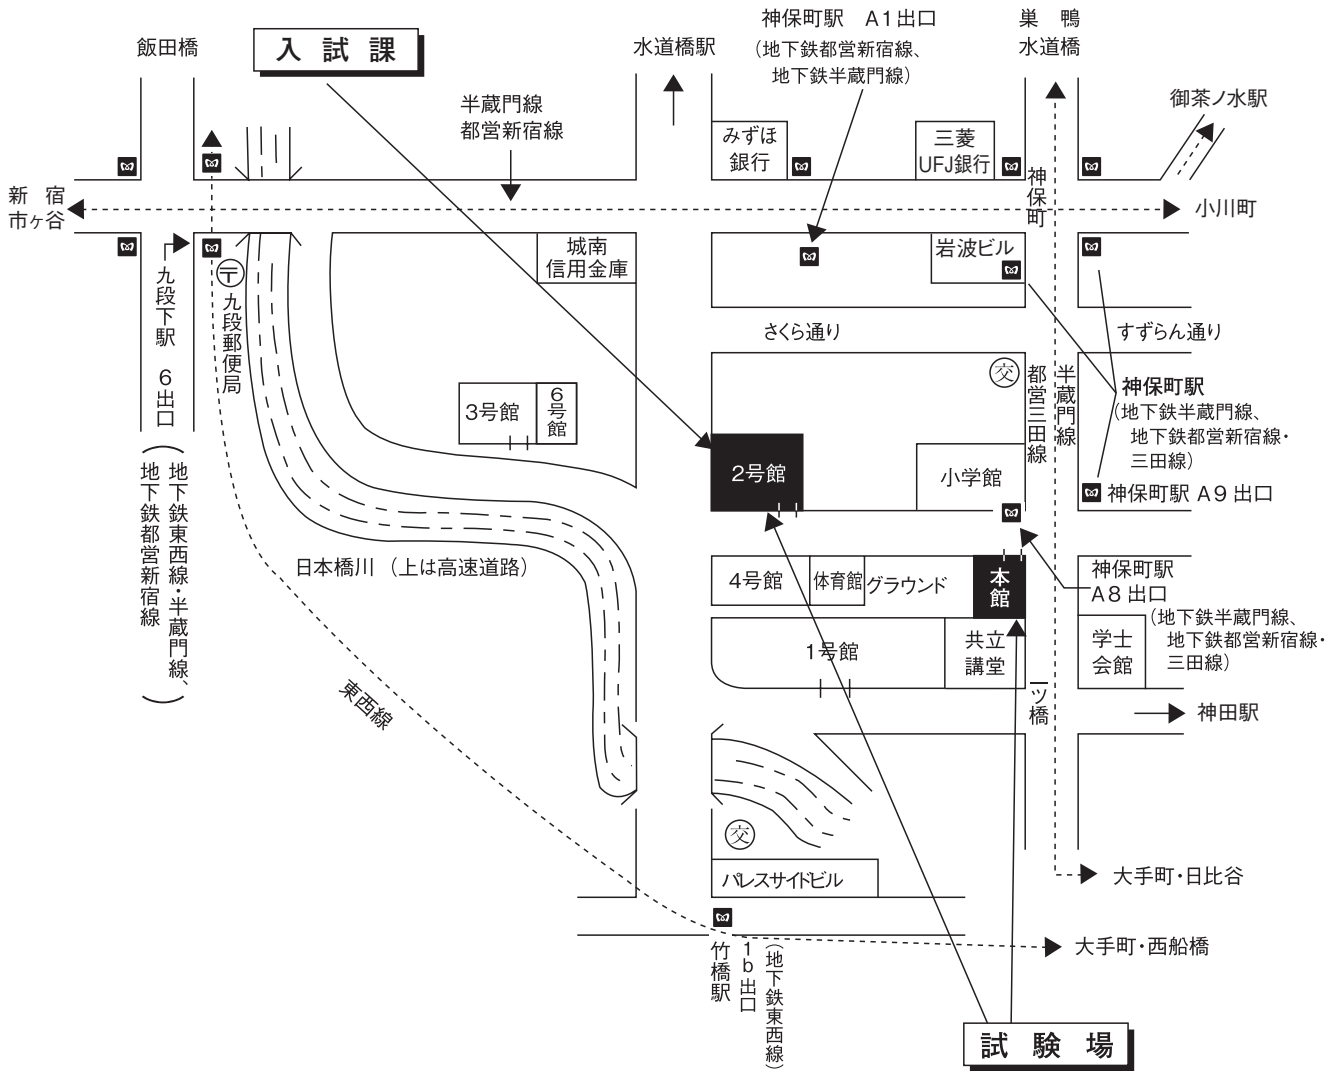 飯田橋
入試課
水道橋駅
神保町駅 A1出口
(地下鉄都営新宿線、
地下鉄半蔵門線)
巣鴨
水道橋
御茶ノ水駅
半蔵門線
都営新宿線
みずほ
銀行
三菱
UFJ銀行
神保町
新宿
市ヶ谷
小川町
九段下駅 6出口
(地下鉄東西線・半蔵門線、
地下鉄都営新宿線)
〒
九段郵便局
城南
信用金庫
岩波ビル
さくら通り
すずらん通り
交
都営三田線
半蔵門線
神保町駅
(地下鉄半蔵門線、
地下鉄都営新宿線・
三田線)
3号館
6号館
2号館
小学館
神保町駅 A9出口
日本橋川 (上は高速道路)
4号館
体育館
グラウンド
本館
神保町駅
A8出口
(地下鉄半蔵門線、
地下鉄都営新宿線・
三田線)
1号館
共立
講堂
学士
会館
一ツ橋
神田駅
東西線
交
パレスサイドビル
大手町・日比谷
竹橋駅
1b出口
(地下鉄東西線)
大手町・西船橋
試験場